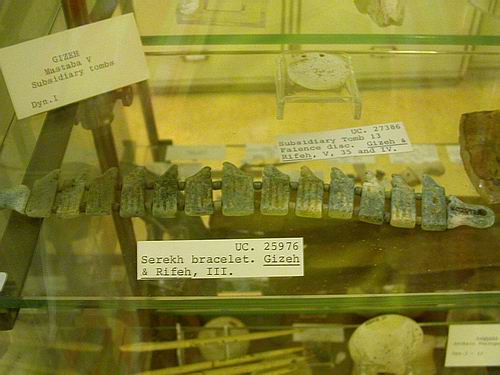 GIZEH
Mastaba V
Subsidiary tombs
Dyn.I
UC. 27386
Subsidiary Tomb 13
Faience disc. Gizeh &
Rifeh, V, 35 and IV.
UC. 25976
Serekh bracelet. Gizeh
& Rifeh, III.